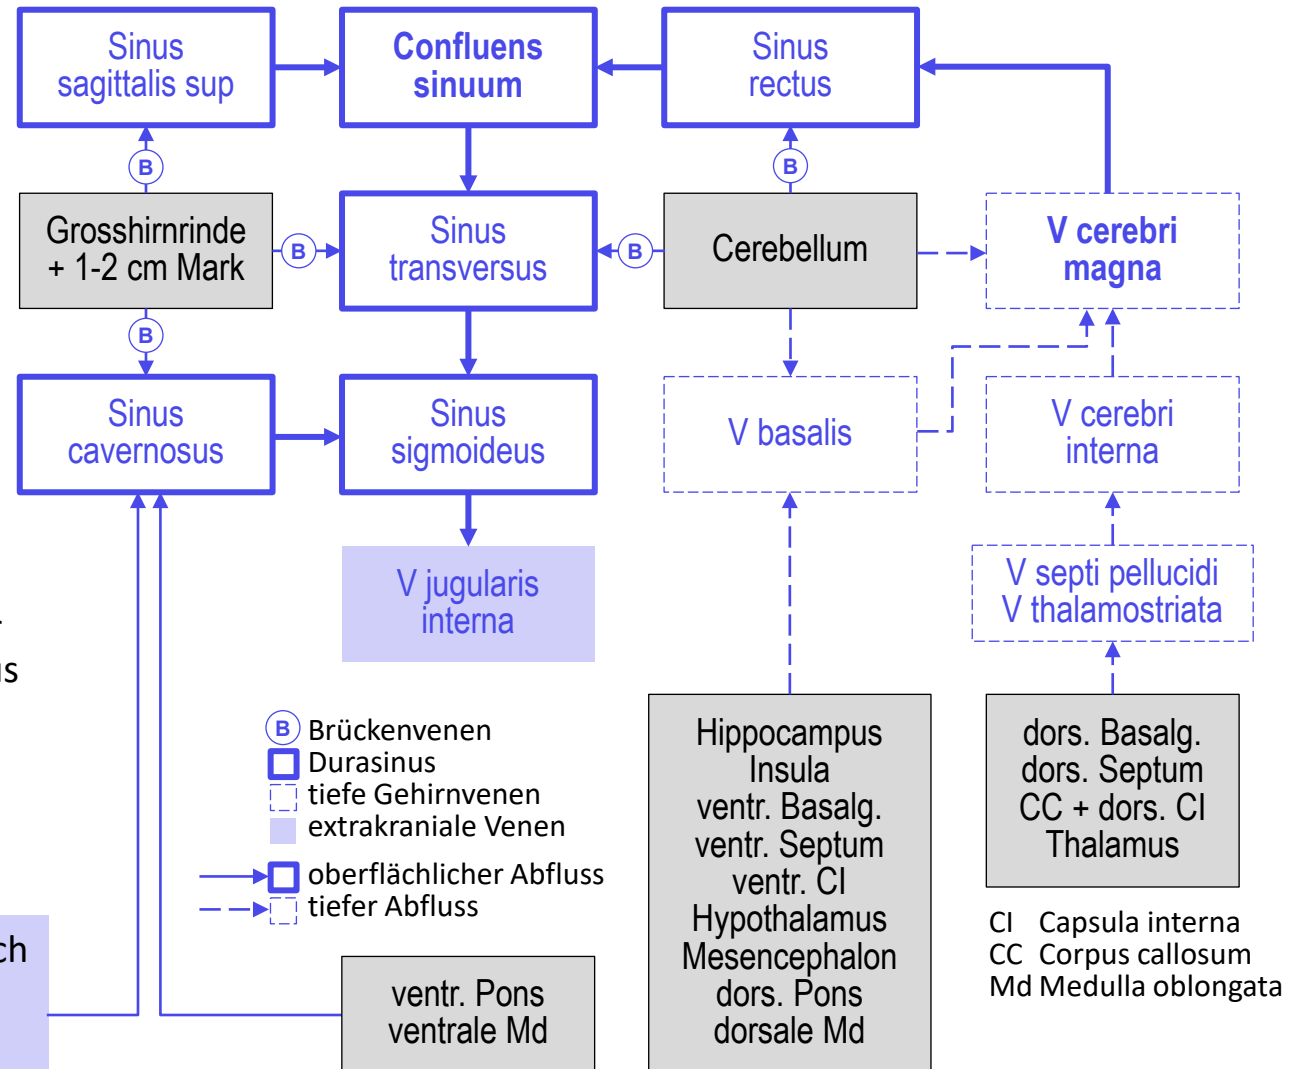 Sinus
sagittalis sup
Confluens
sinuum
Sinus
rectus
B
B
Grosshirnrinde
+ 1-2 cm Mark
B
Sinus
transversus
B
Cerebellum
V cerebri
magna
B
Sinus
cavernosus
Sinus
sigmoideus
V basalis
V cerebri
interna
V jugularis
interna
V septi pellucidi
V thalamostriata
B Brückenvenen
Durasinus
tiefe Gehirnvenen
extrakraniale Venen
oberflächlicher Abfluss
tiefer Abfluss
Hippocampus
Insula
ventr. Basalg.
ventr. Septum
ventr. CI
Hypothalamus
Mesencephalon
dors. Pons
dorsale Md
dors. Basalg.
dors. Septum
CC + dors. CI
Thalamus
CI Capsula interna
CC Corpus callosum
Md Medulla oblongata
ch
ventr. Pons
ventrale Md